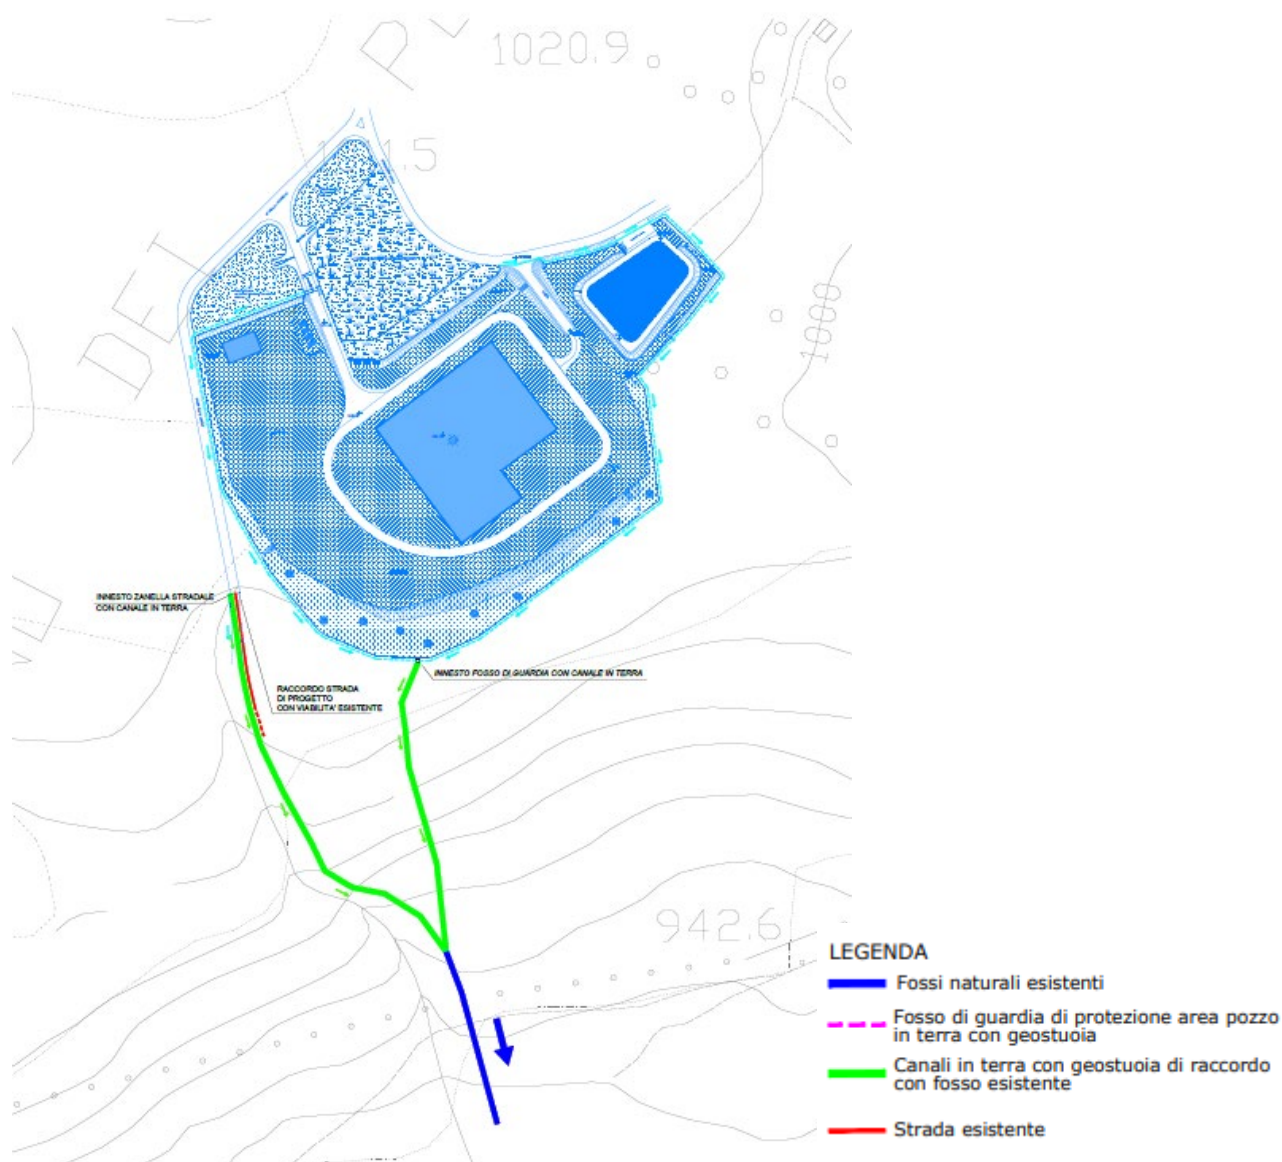 1020.9
DEL
1000
INNESTO ZANELLA STRADALE
CON CANALE IN TERRA
RACCORDO STRADA
DI PROGETTO
CON VIABILITA' ESISTENTE
INNESTO FOSSO DI GUARDIA CON CANALE IN TERRA
942.6
LEGENDA
Fossi naturali esistenti
Fosso di guardia di protezione area pozzo
in terra con geostuoia
Canali in terra con geostuoia di raccordo
con fosso esistente
Strada esistente